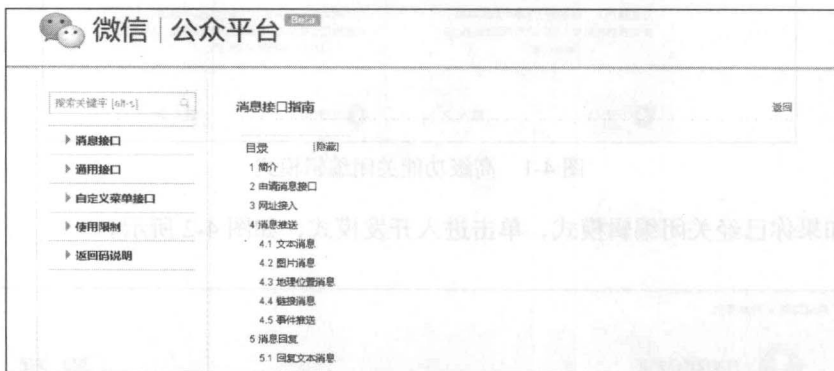 微信 公众平台 Beta
搜索关键字 [alt-s]
消息接口
通用接口
自定义菜单接口
使用限制
返回码说明
消息接口指南
返回
目录 [隐藏]
1 简介
2 申请消息接口
3 网址接入
4 消息推送
4.1 文本消息
4.2 图片消息
4.3 地理位置消息
4.4 链接消息
4.5 事件推送
5 消息回复
5.1 回复文本消息